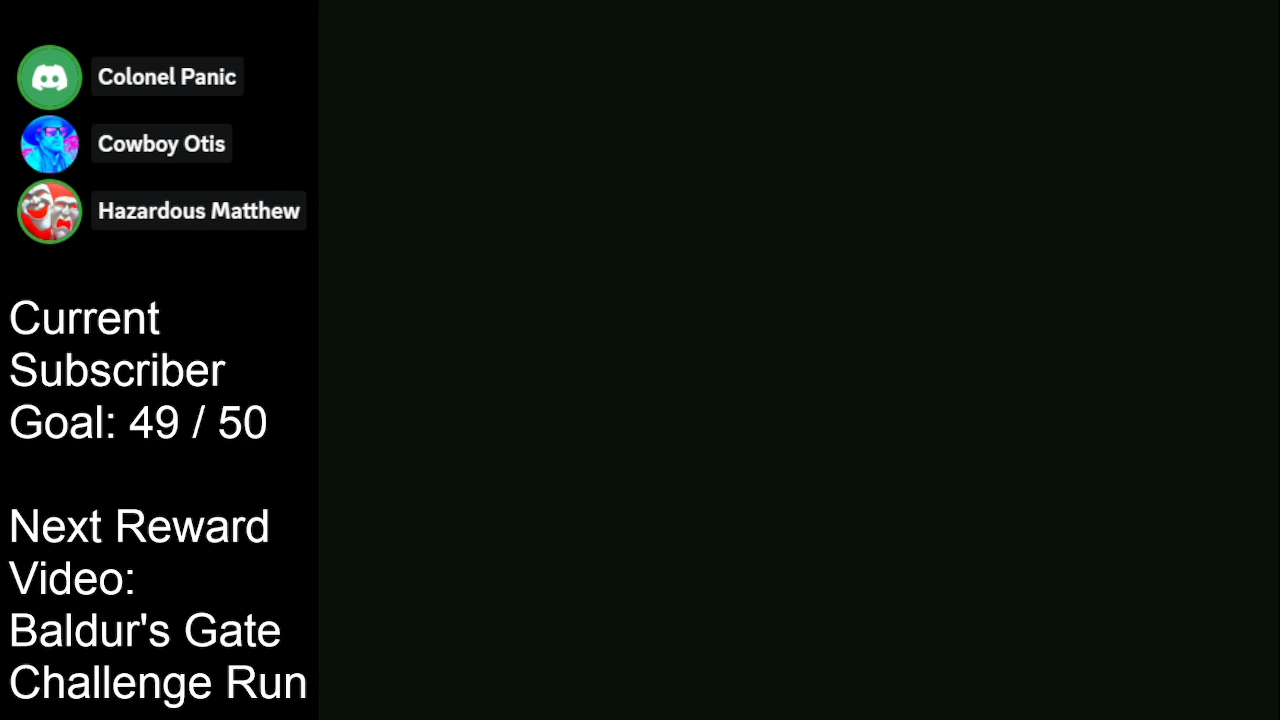 Colonel Panic
Cowboy Otis
Hazardous Matthew
Current
Subscriber
Goal: 49 / 50
Next Reward
Video:
Baldur's Gate
Challenge Run